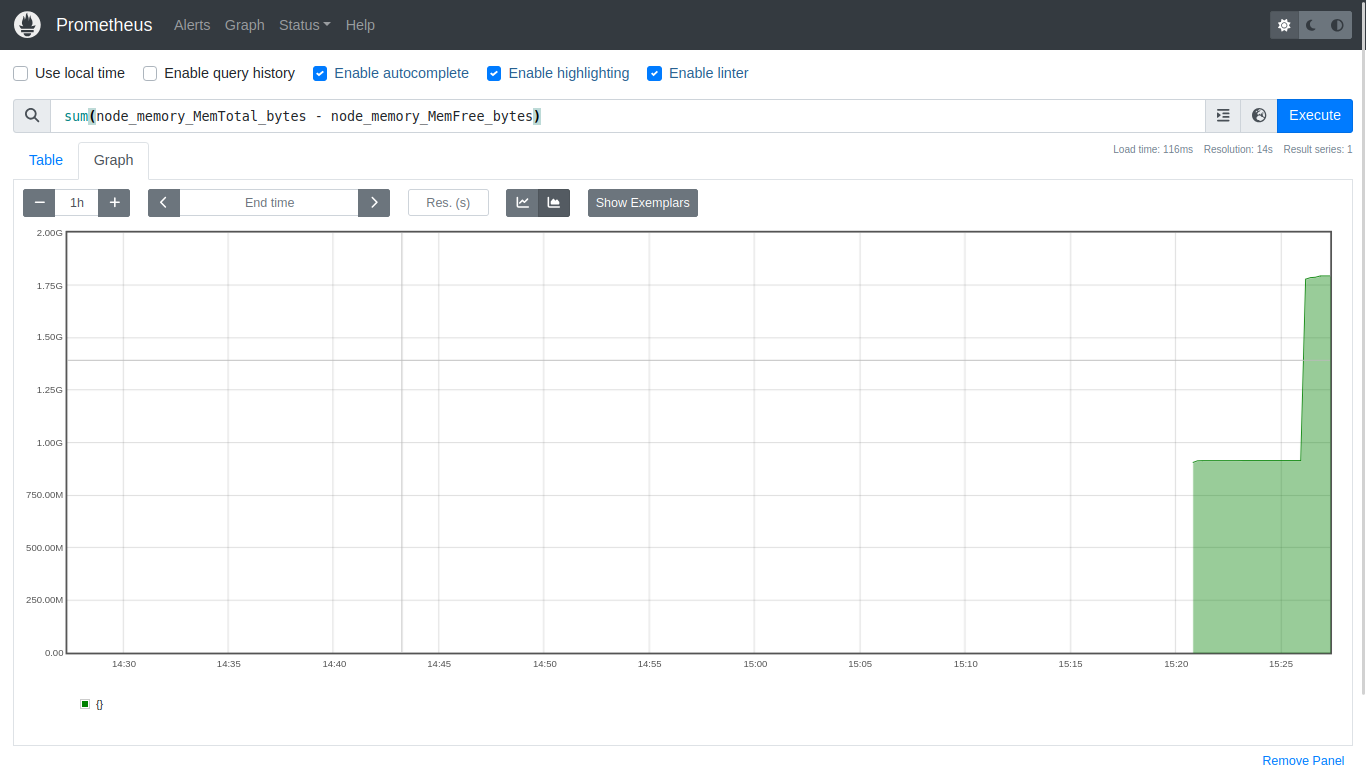 Prometheus Alerts Graph Status Help
Use local time Enable query history Enable autocomplete Enable highlighting Enable linter
sum(node_memory_MemTotal_bytes - node_memory_MemFree_bytes) Execute
Table Graph Load time: 116ms Resolution: 14s Result series: 1
1h End time Res. (s) Show Exemplars
2.00G
1.75G
1.50G
1.25G
1.00G
750.00M
500.00M
250.00M
0.00
14:30 14:35 14:40 14:45 14:50 14:55 15:00 15:05 15:10 15:15 15:20 15:25
{}
Remove Panel